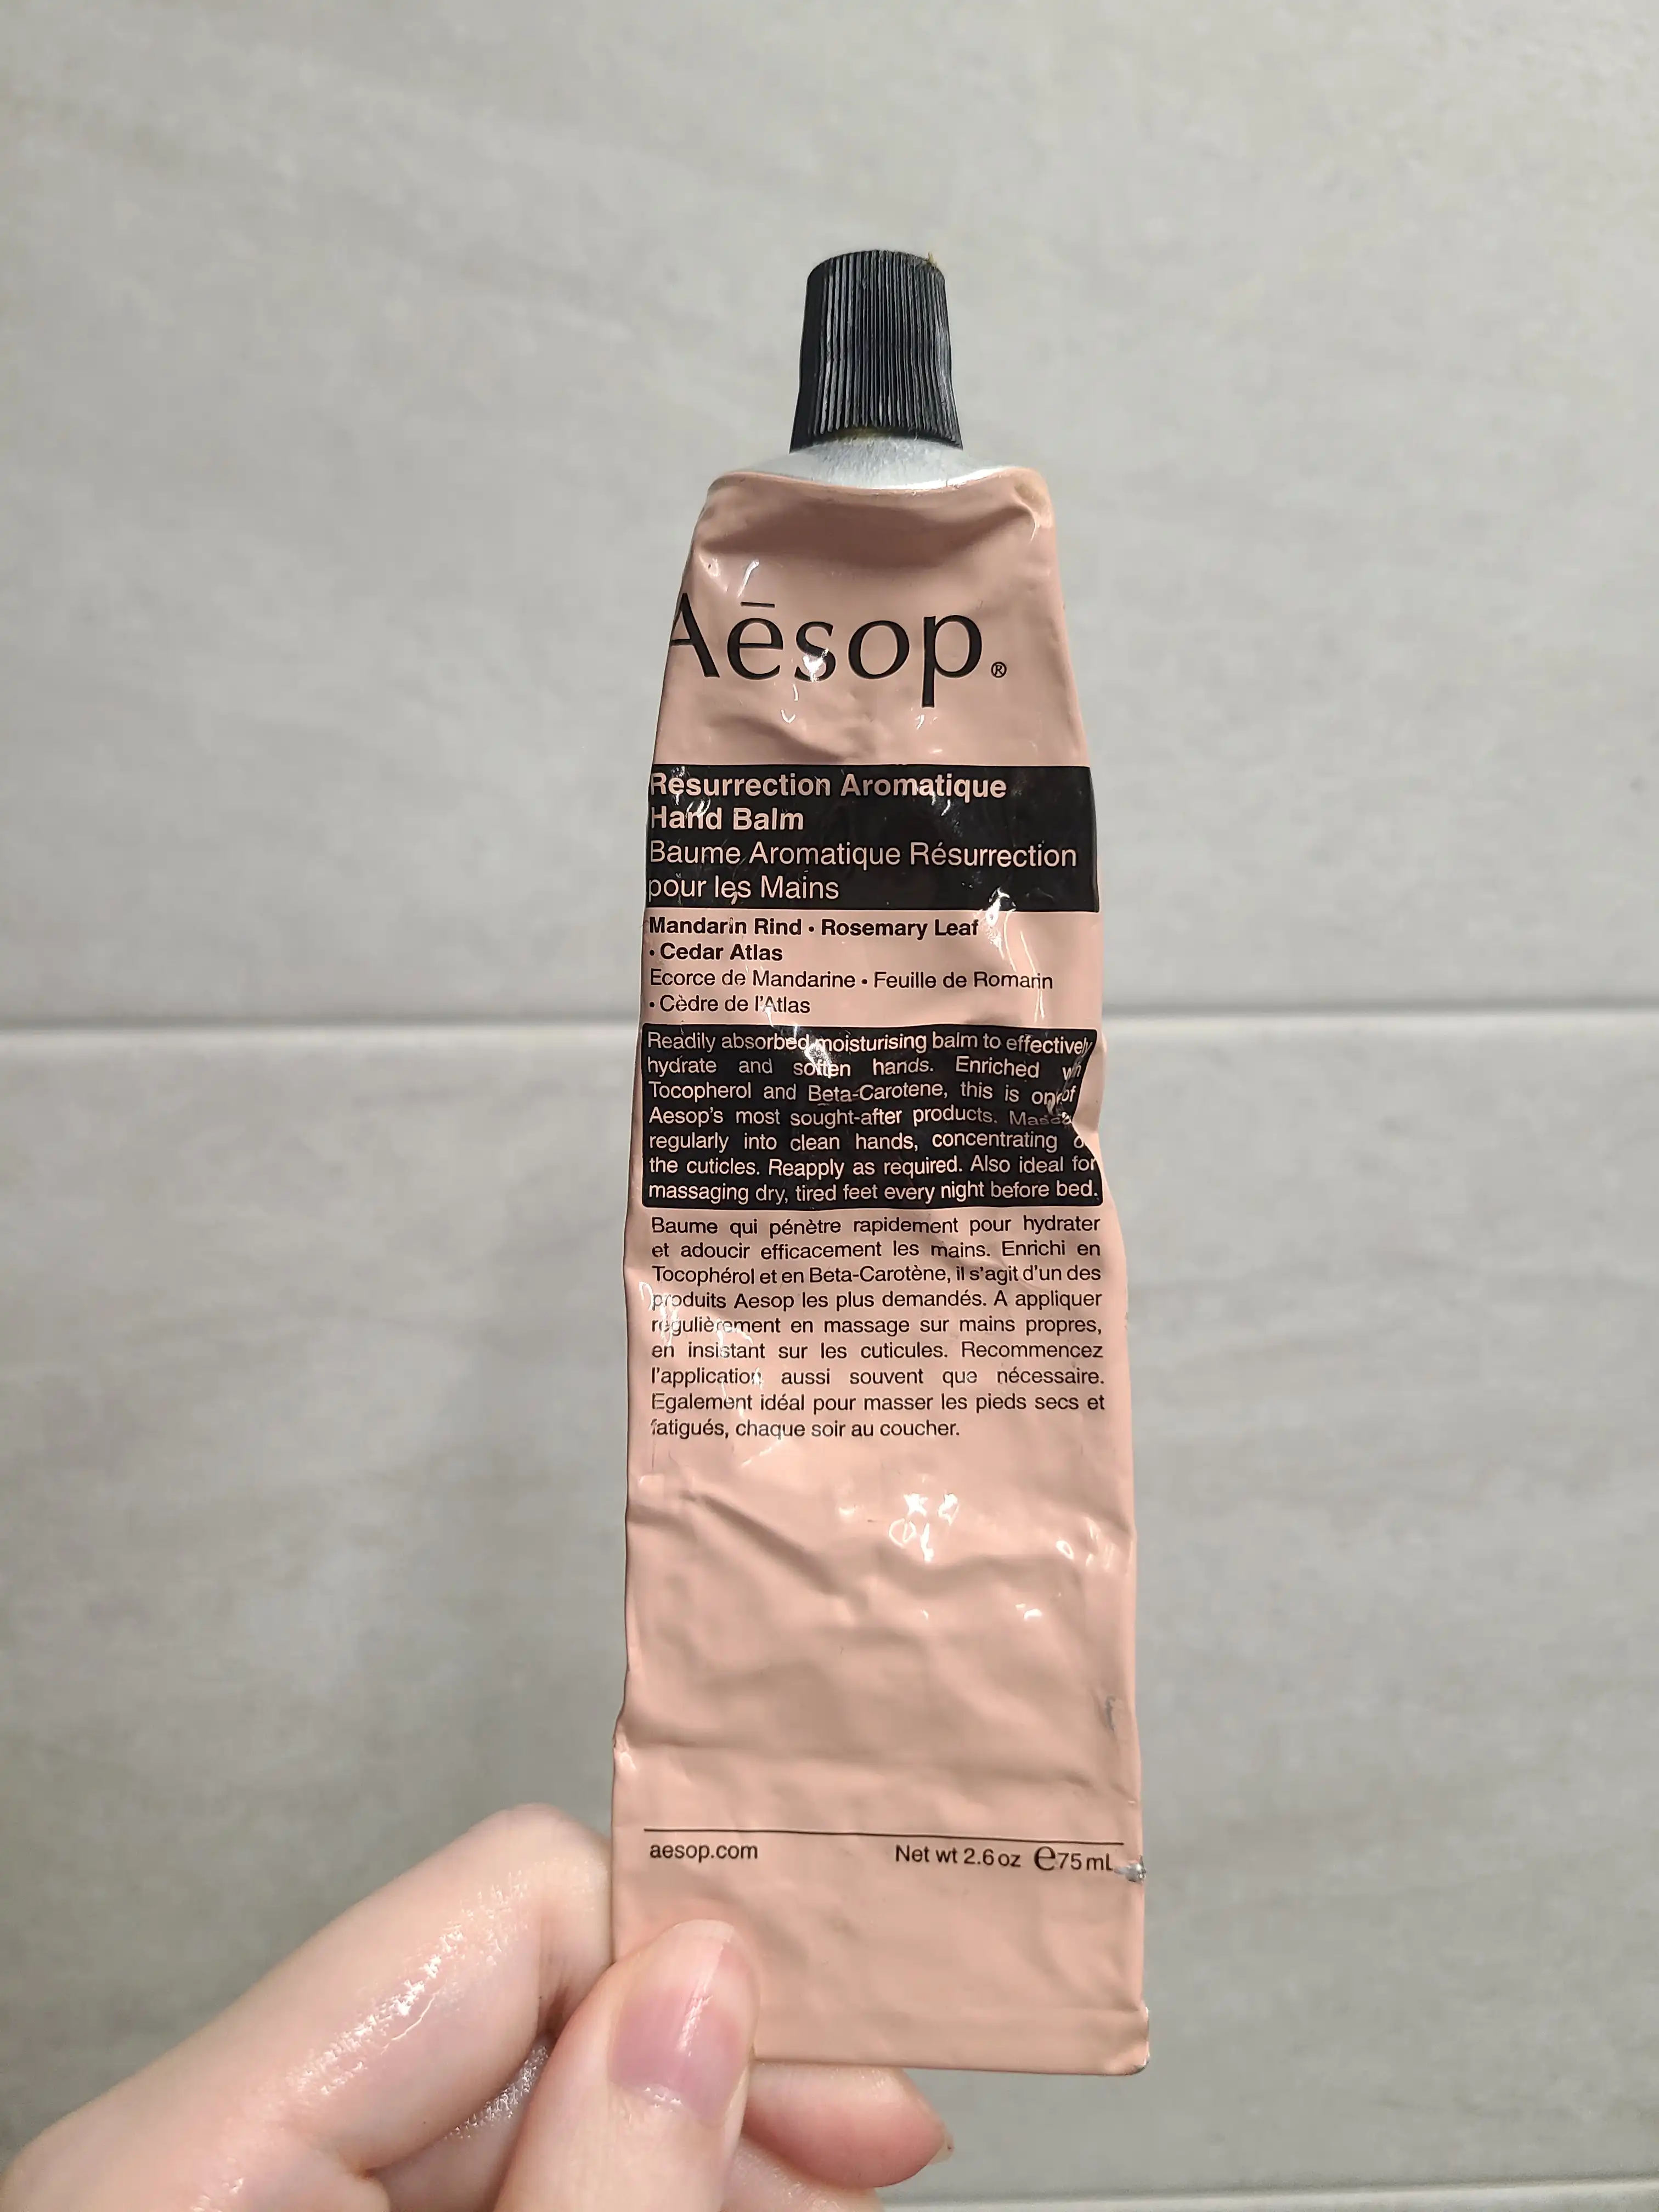 Aēsop®
Resurrection Aromatique
Hand Balm
Baume Aromatique Résurrection
pour les Mains
Mandarin Rind • Rosemary Leaf
• Cedar Atlas
Ecorce de Mandarine • Feuille de Romarin
• Cèdre de l'Atlas
Readily absorbed moisturising balm to effectively
hydrate and soften hands. Enriched
Tocopherol and Beta-Carotene, this is one of
Aesop's most sought-after products.
regularly into clean hands, concentrating
the cuticles. Reapply as required. Also ideal for
massaging dry, tired feet every night before bed.
Baume qui pénètre rapidement pour hydrater
et adoucir efficacement les mains. Enrichi en
Tocophérol et en Beta-Carotène, il s'agit d'un des
produits Aesop les plus demandés. A appliquer
régulièrement en massage sur mains propres,
en insistant sur les cuticules. Recommencez
l'application aussi souvent que nécessaire.
Egalement idéal pour masser les pieds secs et
fatigués, chaque soir au coucher.
aesop.com Net wt 2.6 oz ℮75 mL